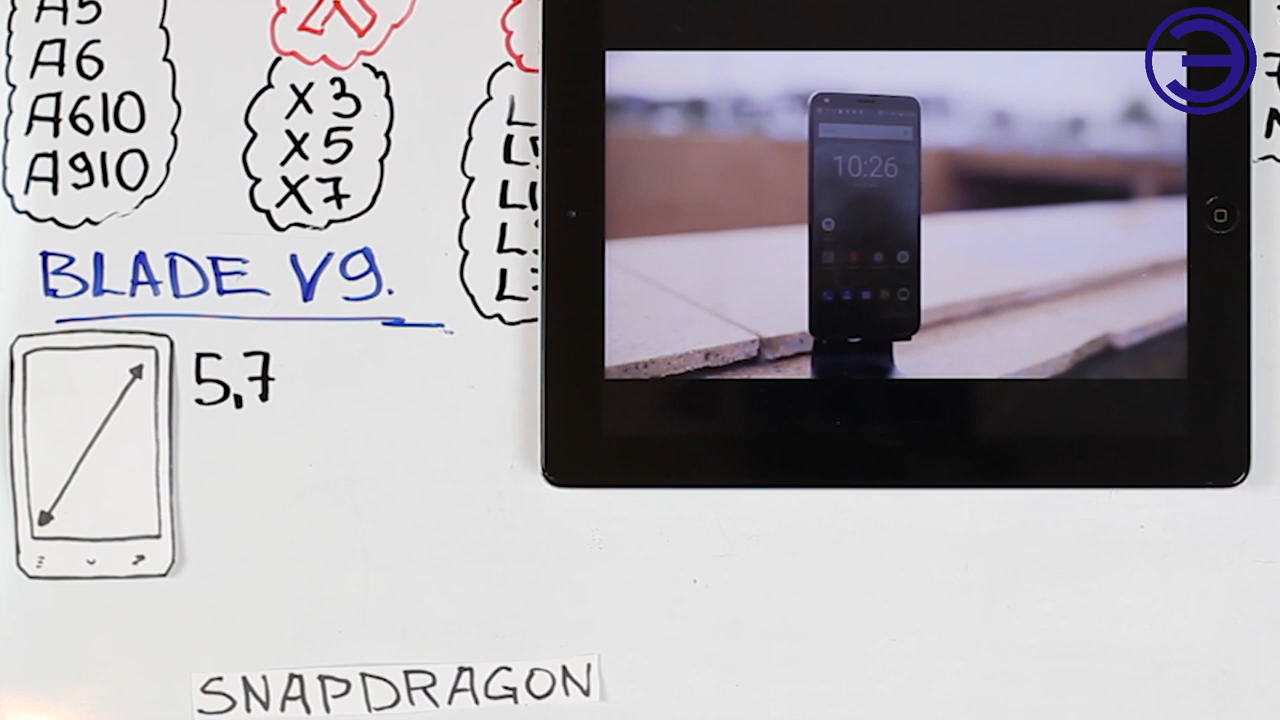 A5
A6
A610
A910
X
X3
X5
X7
L
L
L
L
L
BLADE V9.
5,7
10:26
SNAPDRAGON
Э